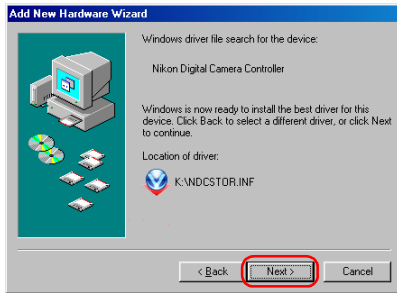 Add New Hardware Wizard
Windows driver file search for the device:
Nikon Digital Camera Controller
Windows is now ready to install the best driver for this
device. Click Back to select a different driver, or click Next
to continue.
Location of driver:
K:\NDCSTOR.INF
< Back
Next >
Cancel